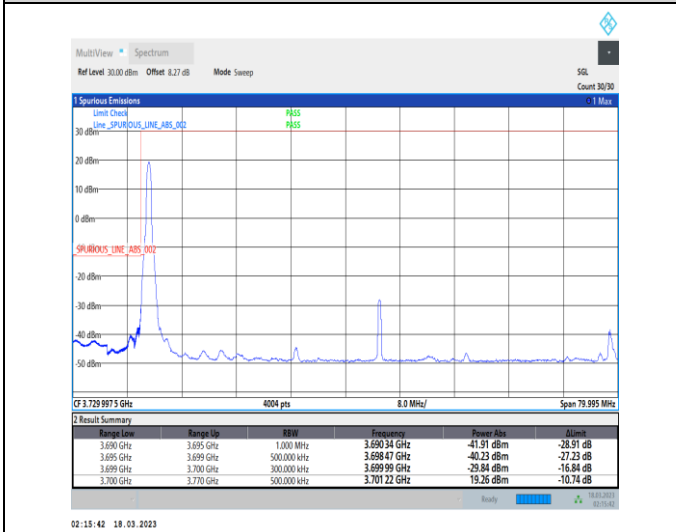 MultiView Spectrum
Ref Level 30.00 dBm Offset 8.27 dB Mode Sweep SGL
Count 30/30
1 Spurious Emissions 1 Max
Limit Check PASS
Line _SPURIOUS_LINE_ABS_002 PASS
30 dBm
20 dBm
10 dBm
0 dBm
_SPURIOUS_LINE_ABS_002
-20 dBm
-30 dBm
-40 dBm
-50 dBm
CF 3.729 997 5 GHz 4004 pts 8.0 MHz/ Span 79.995 MHz
2 Result Summary
Range Low Range Up RBW Frequency Power Abs ΔLimit
3.690 GHz 3.695 GHz 1.000 MHz 3.690 34 GHz -41.91 dBm -28.91 dB
3.695 GHz 3.699 GHz 500.000 kHz 3.698 47 GHz -40.23 dBm -27.23 dB
3.699 GHz 3.700 GHz 300.000 kHz 3.699 99 GHz -29.84 dBm -16.84 dB
3.700 GHz 3.770 GHz 500.000 kHz 3.701 22 GHz 19.26 dBm -10.74 dB
Ready 18.03.2023
02:15:42
02:15:42 18.03.2023